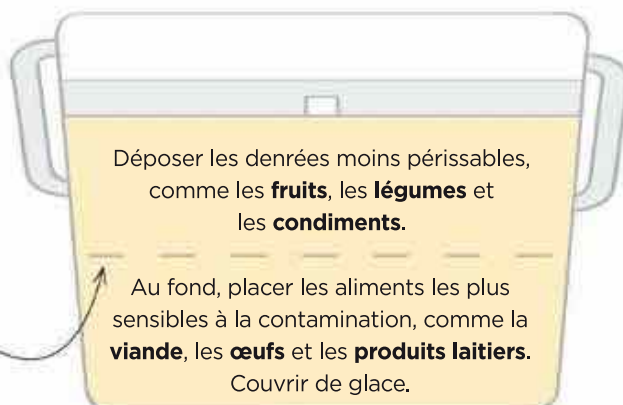 Déposer les denrées moins périssables,
comme les fruits, les légumes et
les condiments.
Au fond, placer les aliments les plus
sensibles à la contamination, comme la
viande, les œufs et les produits laitiers.
Couvrir de glace.